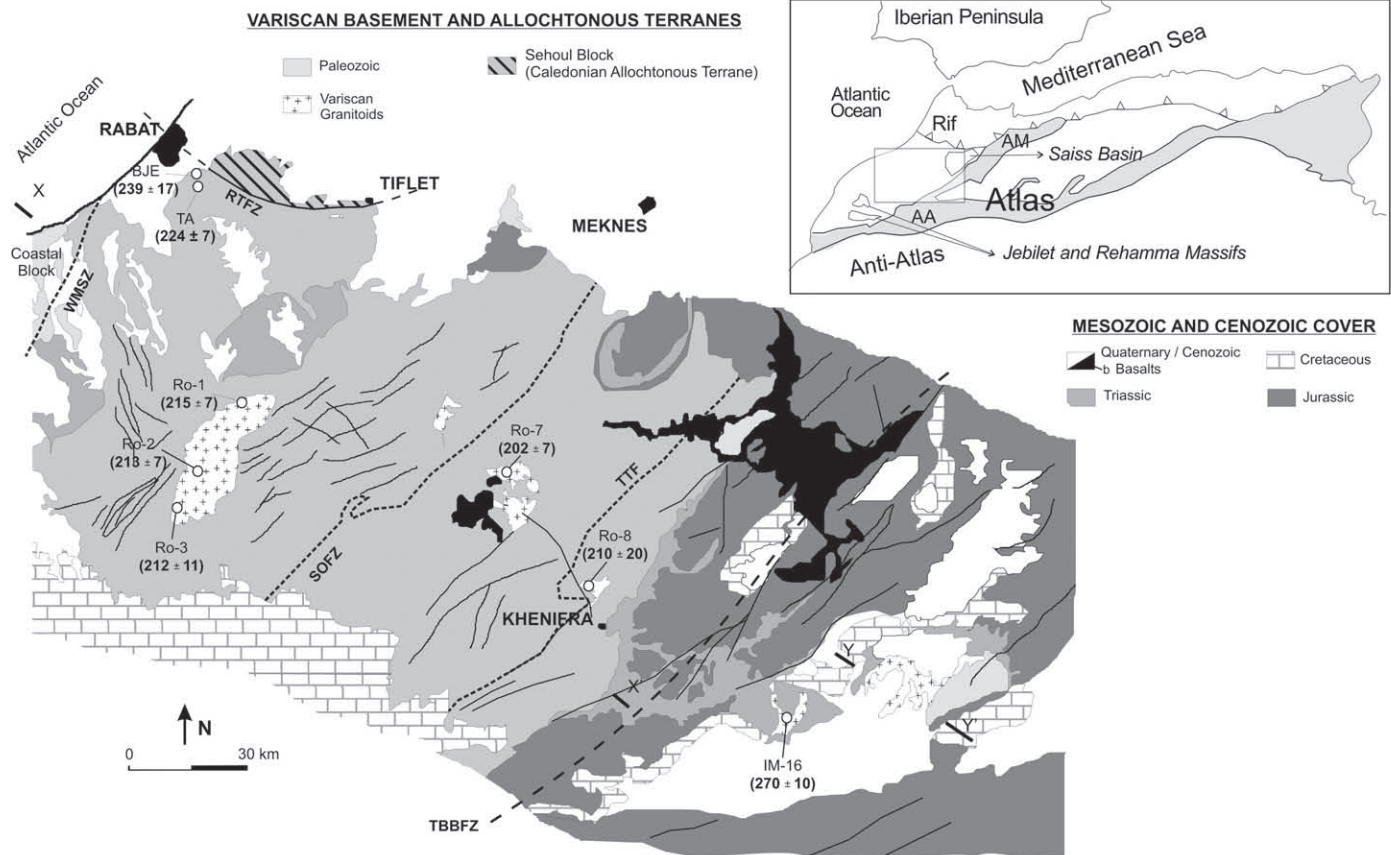 VARISCAN BASEMENT AND ALLOCHTONOUS TERRANES
Paleozoic
Variscan
Granitoids
Sehoul Block
(Caledonian Allochtonous Terrane)
Iberian Peninsula
Mediterranean Sea
Atlantic
Ocean
Rif
AM
Saiss Basin
Atlas
AA
Jebilet and Rehamma Massifs
Anti-Atlas
MESOZOIC AND CENOZOIC COVER
Quaternary / Cenozoic
b Basalts
Cretaceous
Triassic
Jurassic
Atlantic Ocean
RABAT
BJE
(239 ± 17)
X
TA
(224 ± 7)
RTFZ
TIFLET
MEKNES
Coastal
Block
WMSZ
Ro-1
(215 ± 7)
Ro-2
(213 ± 7)
Ro-3
(212 ± 11)
Ro-7
(202 ± 7)
TTF
Ro-8
(210 ± 20)
SOFZ
KHENIFRA
X
Y
Y'
IM-16
(270 ± 10)
N
0 30 km
TBBFZ